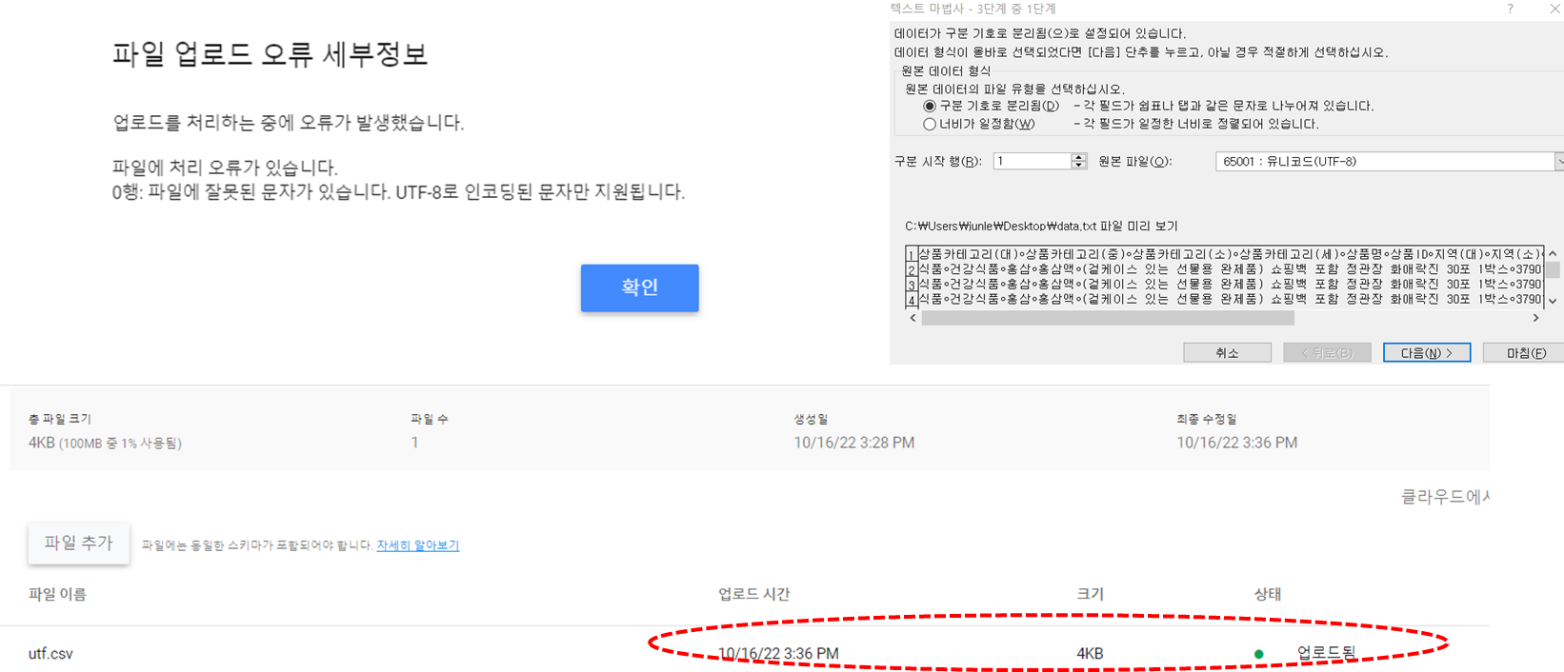 파일 업로드 오류 세부정보
업로드를 처리하는 중에 오류가 발생했습니다.
파일에 처리 오류가 있습니다.
0행: 파일에 잘못된 문자가 있습니다. UTF-8로 인코딩된 문자만 지원됩니다.
확인
텍스트 마법사 - 3단계 중 1단계
데이터가 구분 기호로 분리됨(으)로 설정되어 있습니다.
데이터 형식이 올바로 선택되었다면 [다음] 단추를 누르고, 아닐 경우 적절하게 선택하십시오.
원본 데이터 형식
원본 데이터의 파일 유형을 선택하십시오.
구분 기호로 분리됨(D) - 각 필드가 쉼표나 탭과 같은 문자로 나누어져 있습니다.
너비가 일정함(W) - 각 필드가 일정한 너비로 정렬되어 있습니다.
구분 시작 행(R): 1 원본 파일(O): 65001 : 유니코드(UTF-8)
C:₩Users₩junle₩Desktop₩data.txt 파일 미리 보기
1 상품카테고리(대)∘상품카테고리(중)∘상품카테고리(소)∘상품카테고리(세)∘상품명∘상품ID∘지역(대)∘지역(소)
2 식품∘건강식품∘홍삼∘홍삼액∘(겉케이스 있는 선물용 완제품) 쇼핑백 포함 정관장 화애락진 30포 1박스∘3790
3 식품∘건강식품∘홍삼∘홍삼액∘(겉케이스 있는 선물용 완제품) 쇼핑백 포함 정관장 화애락진 30포 1박스∘3790
4 식품∘건강식품∘홍삼∘홍삼액∘(겉케이스 있는 선물용 완제품) 쇼핑백 포함 정관장 화애락진 30포 1박스∘3790
취소 < 뒤로(B) 다음(N) > 마침(F)
총 파일 크기 파일 수 생성일 최종 수정일
4KB (100MB 중 1% 사용됨) 1 10/16/22 3:28 PM 10/16/22 3:36 PM
클라우드에서
파일 추가 파일에는 동일한 스키마가 포함되어야 합니다. 자세히 알아보기
파일 이름 업로드 시간 크기 상태
utf.csv 10/16/22 3:36 PM 4KB 업로드됨